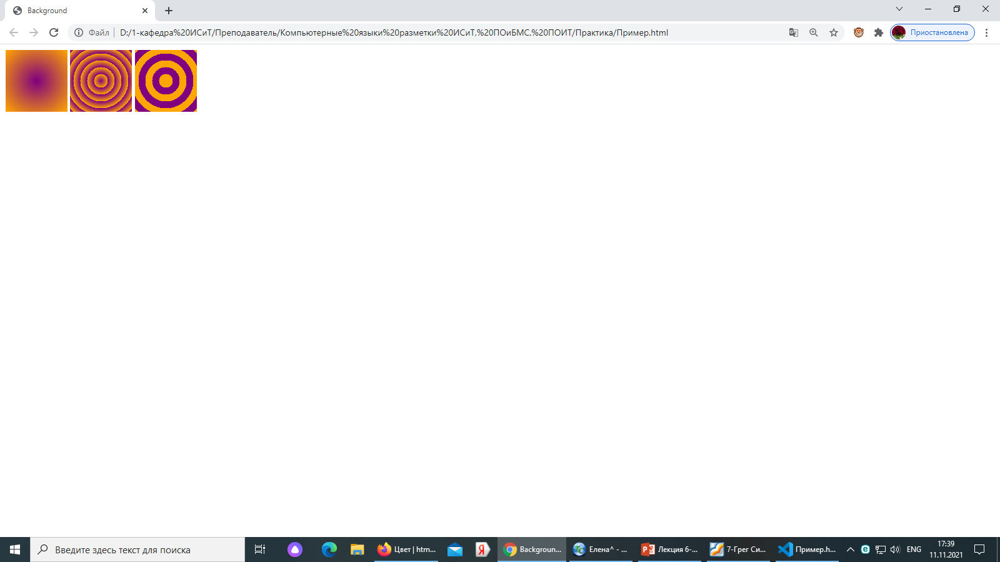 Background
Файл
D:/1-кафедра%20ИСиТ/Преподаватель/Компьютерные%20языки%20разметки%20ИСиТ,%20ПОиБМС,%20ПОИТ/Практика/Пример.html
Приостановлена
Введите здесь текст для поиска
Цвет | htm...
Я
Backgroun...
Елена^ - ...
Лекция 6-...
7-Грег Си...
Пример.h...
ENG
17:39
11.11.2021